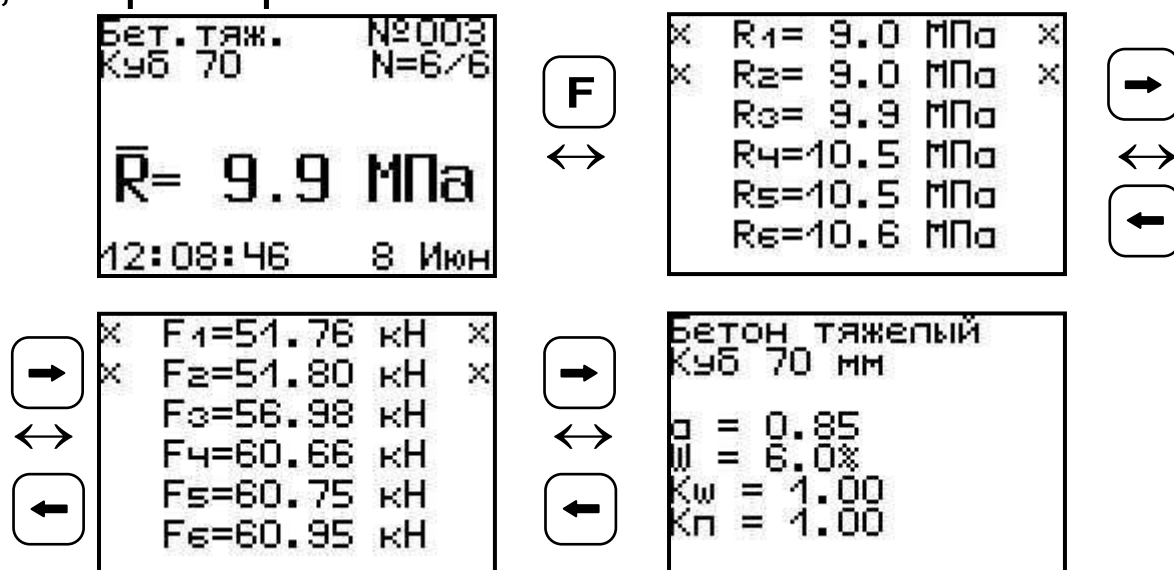 Бет.тяж. №003
Куб 70 N=6/6
R̅= 9.9 МПа
12:08:46 8 Июн
F
× R1= 9.0 МПа ×
× R2= 9.0 МПа ×
R3= 9.9 МПа
R4=10.5 МПа
R5=10.5 МПа
R6=10.6 МПа
× F1=51.76 кН ×
× F2=51.80 кН ×
F3=56.98 кН
F4=60.66 кН
F5=60.75 кН
F6=60.95 кН
Бетон тяжелый
Куб 70 мм
a = 0.85
W = 6.0%
Kw = 1.00
Kп = 1.00